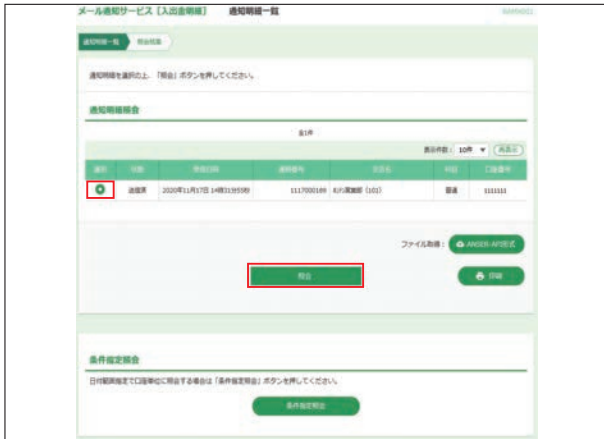 メール通知サービス【入出金明細】 通知明細一覧
通知明細一覧 照会結果
通知明細を選択の上、「照会」ボタンを押してください。
通知明細照会
全1件
表示件数： 10件 再表示
選択 状態 受信日時 通知番号 支店名 科目 口座番号
送信済 2020年11月17日 14時31分59秒 1117000189 (101) 普通 1111111
ファイル取得： ANSER-API形式
照会 印刷
条件指定照会
日付範囲指定で口座単位に照会する場合は「条件指定照会」ボタンを押してください。
条件指定照会